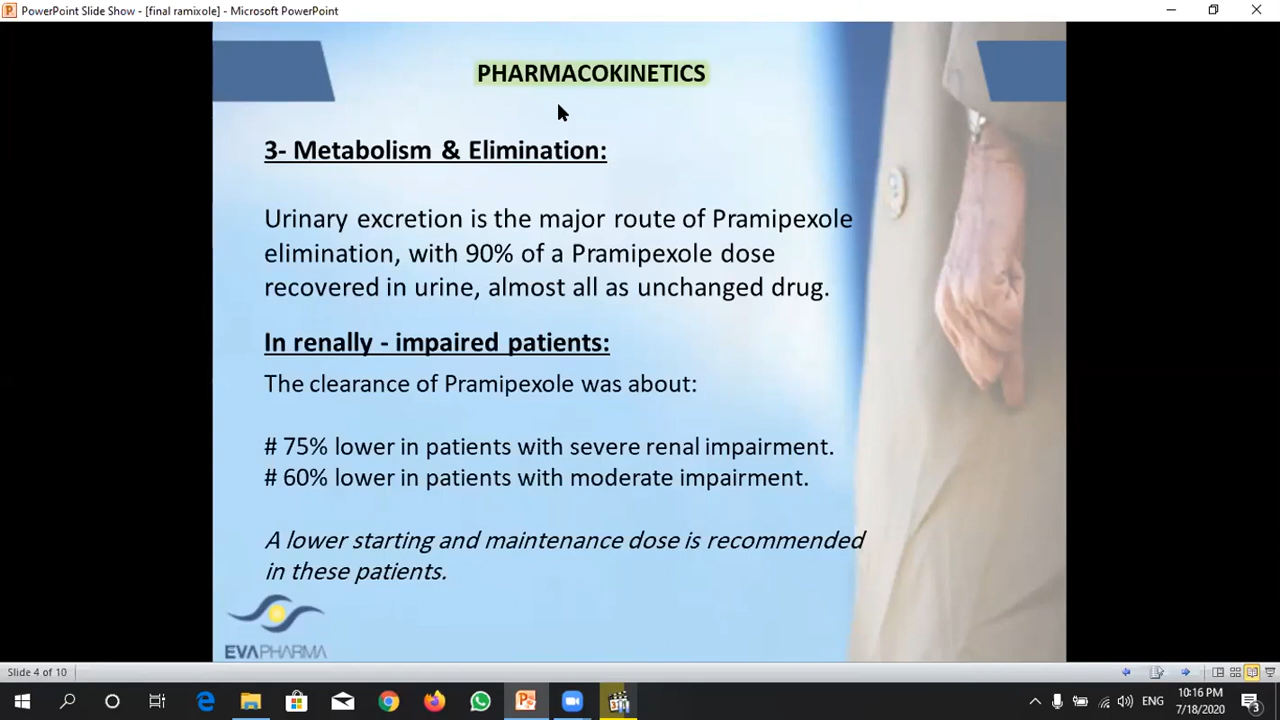 PowerPoint Slide Show - [final ramixole] - Microsoft PowerPoint
PHARMACOKINETICS
3- Metabolism & Elimination:
Urinary excretion is the major route of Pramipexole
elimination, with 90% of a Pramipexole dose
recovered in urine, almost all as unchanged drug.
In renally - impaired patients:
The clearance of Pramipexole was about:
# 75% lower in patients with severe renal impairment.
# 60% lower in patients with moderate impairment.
A lower starting and maintenance dose is recommended
in these patients.
EVAPHARMA
Slide 4 of 10
ENG
10:16 PM
7/18/2020
3